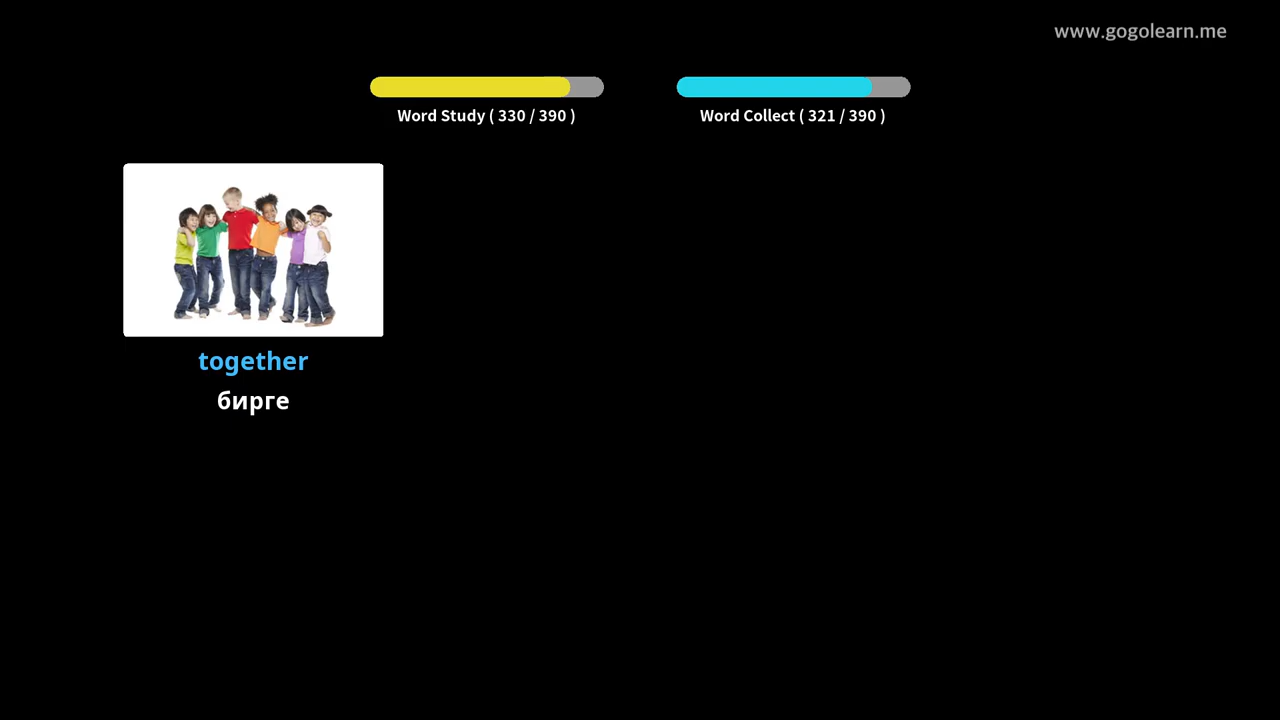 www.gogolearn.me
Word Study ( 330 / 390 )
Word Collect ( 321 / 390 )
together
бирге